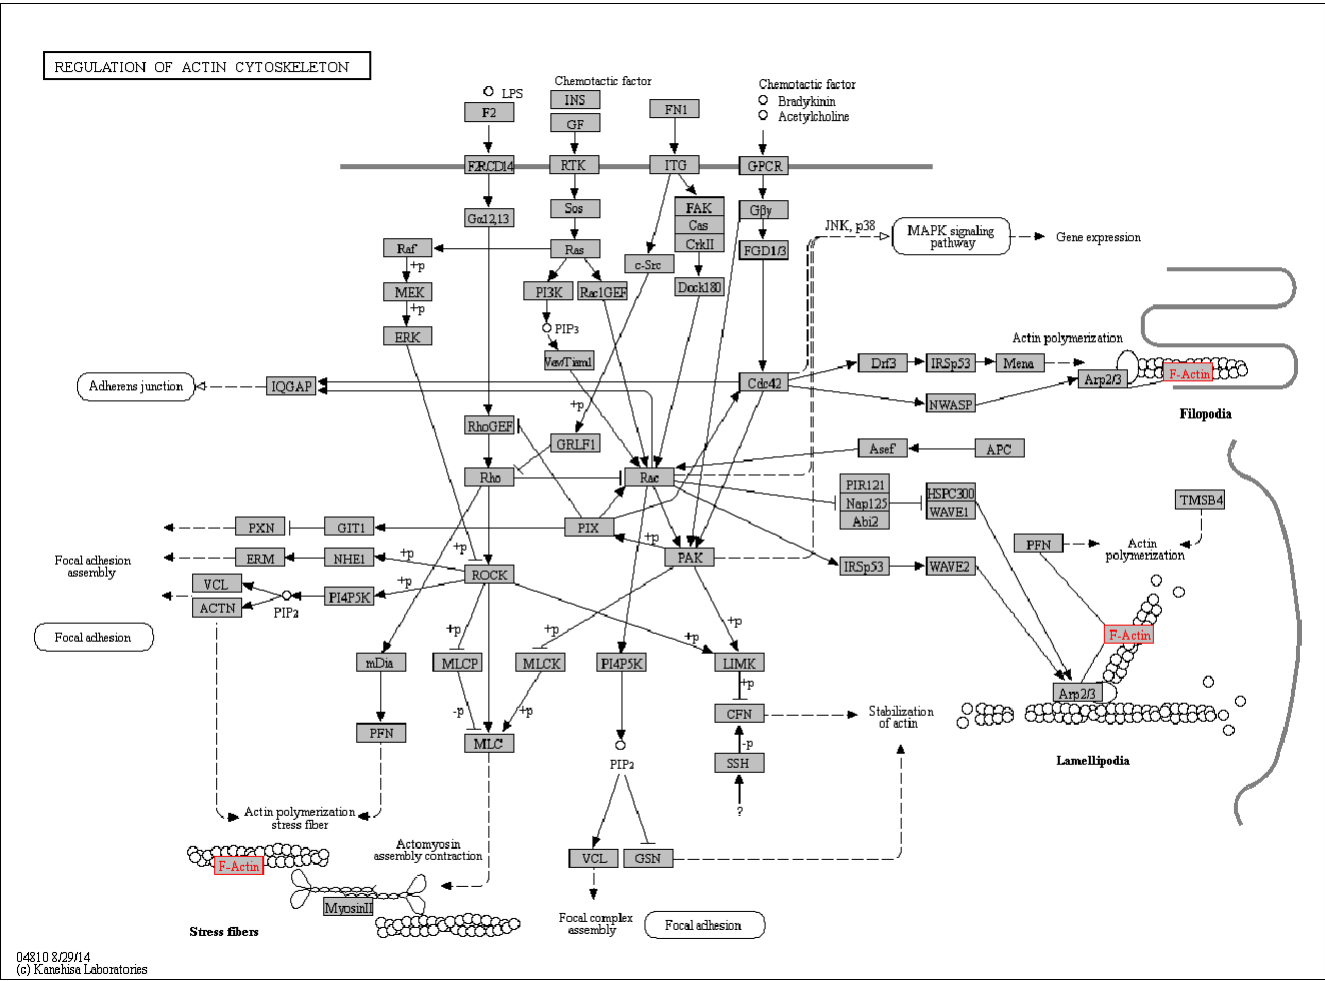 REGULATION OF ACTIN CYTOSKELETON
LPS
Chemotactic factor
Chemotactic factor
Bradykinin
Acetylcholine
F2
INS
GF
FN1
F2R
CD14
RTK
ITG
GPCR
Gα12,13
Sos
FAK
Cas
CrkII
Gβγ
JNK, p38
MAPK signaling
pathway
Gene expression
Raf
Ras
FGD1/3
+p
c-Src
MEK
PI3K
Rac1GEF
Dock180
+p
ERK
PIP3
Vav/Tiam1
Actin polymerization
Drf3
IRSp53
Mena
F-Actin
Arp2/3
Adherens junction
IQGAP
Cdc42
NWASP
Filopodia
+p
RhoGEF
GRLF1
Asef
APC
Rho
Rac
PIR121
Nap125
Abi2
HSPC300
WAVE1
TMSB4
PXN
GIT1
PIX
+p
PFN
Actin
polymerization
Focal adhesion
assembly
ERM
NHE1
+p
+p
PAK
IRSp53
WAVE2
ROCK
VCL
ACTN
PIP2
PI4P5K
+p
Focal adhesion
+p
+p
+p
+p
F-Actin
mDia
MLCP
MLCK
PI4P5K
LIMK
Arp2/3
+p
-p
+p
CFN
Stabilization
of actin
PFN
MLC
-p
PIP2
SSH
Lamellipodia
?
Actin polymerization
stress fiber
Actomyosin
assembly contraction
F-Actin
VCL
GSN
MyosinII
Focal complex
assembly
Focal adhesion
Stress fibers
04810 8/29/14
(c) Kanehisa Laboratories